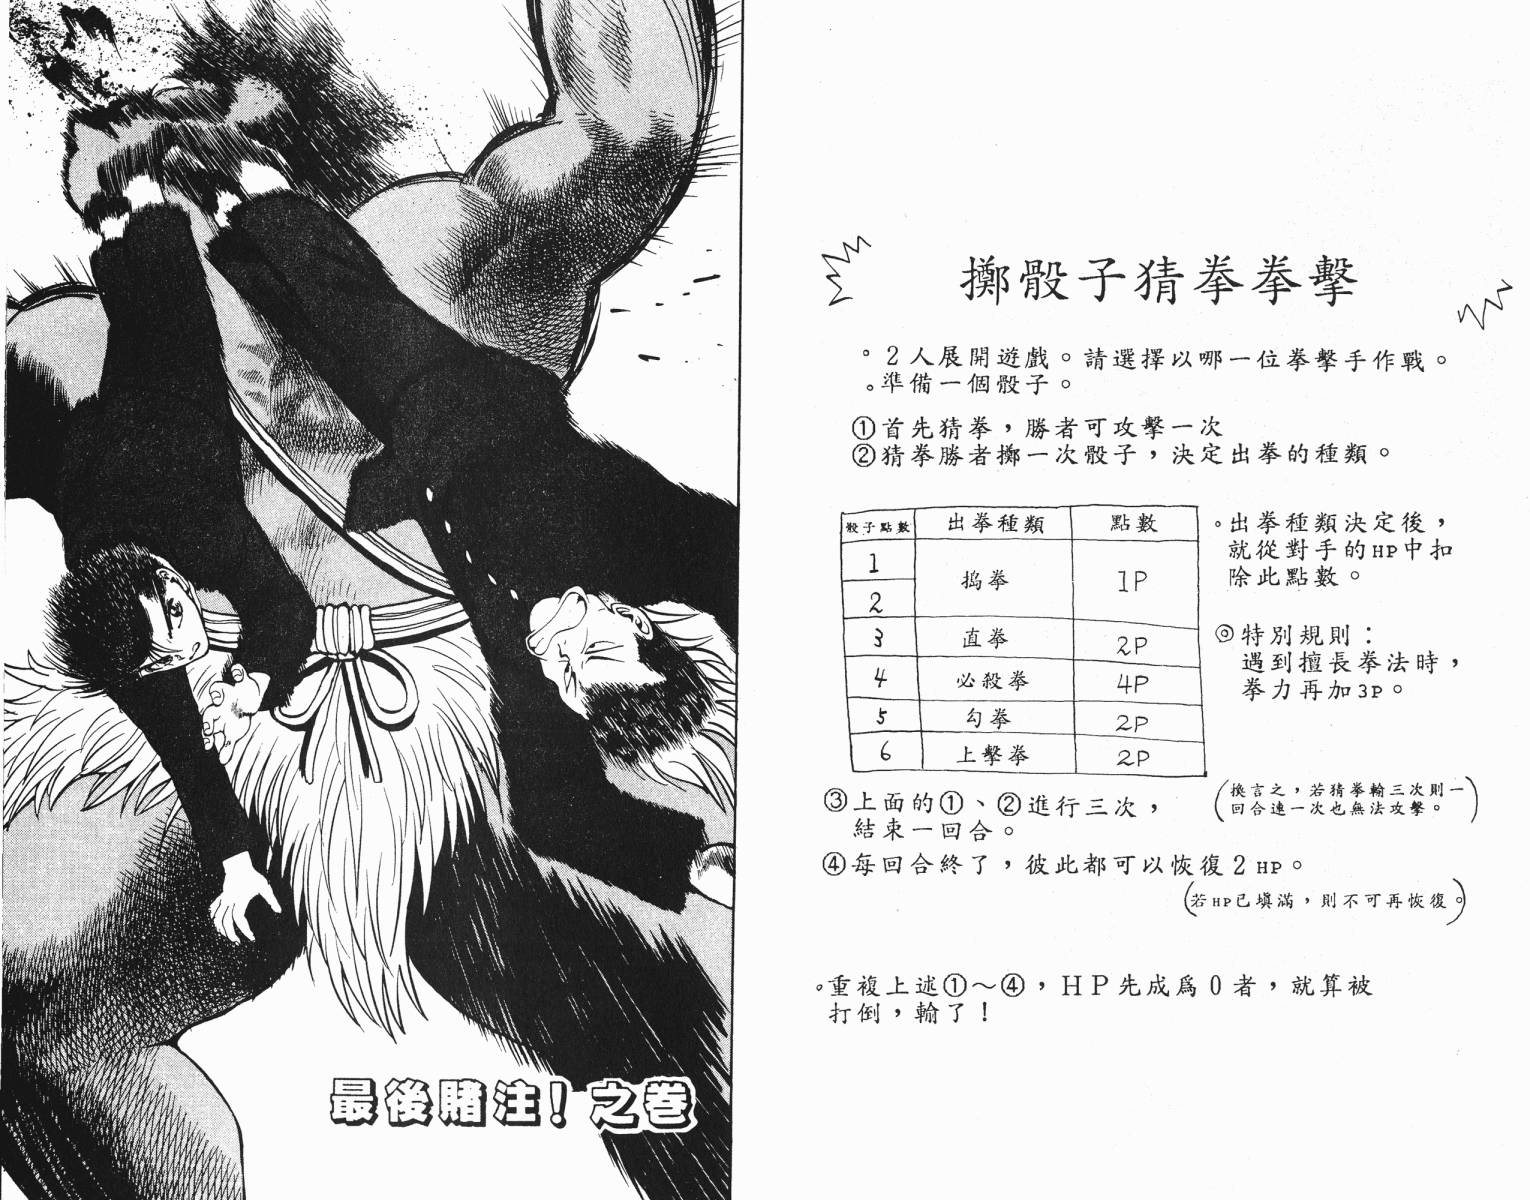 擲骰子猜拳拳擊
。2人展開遊戲。請選擇以哪一位拳擊手作戰。
。準備一個骰子。
①首先猜拳，勝者可攻擊一次
②猜拳勝者擲一次骰子，決定出拳的種類。
骰子點數 出拳種類 點數
1
搗拳 1P
2
3 直拳 2P
4 必殺拳 4P
5 勾拳 2P
6 上擊拳 2P
。出拳種類決定後，
就從對手的HP中扣
除此點數。
◎特別規則：
遇到擅長拳法時，
拳力再加3P。
③上面的①、②進行三次，
結束一回合。
（換言之，若猜拳輸三次則一
回合連一次也無法攻擊。）
④每回合終了，彼此都可以恢復2HP。
（若HP已填滿，則不可再恢復。）
。重複上述①～④，HP先成爲0者，就算被
打倒，輸了！
最後賭注！之卷